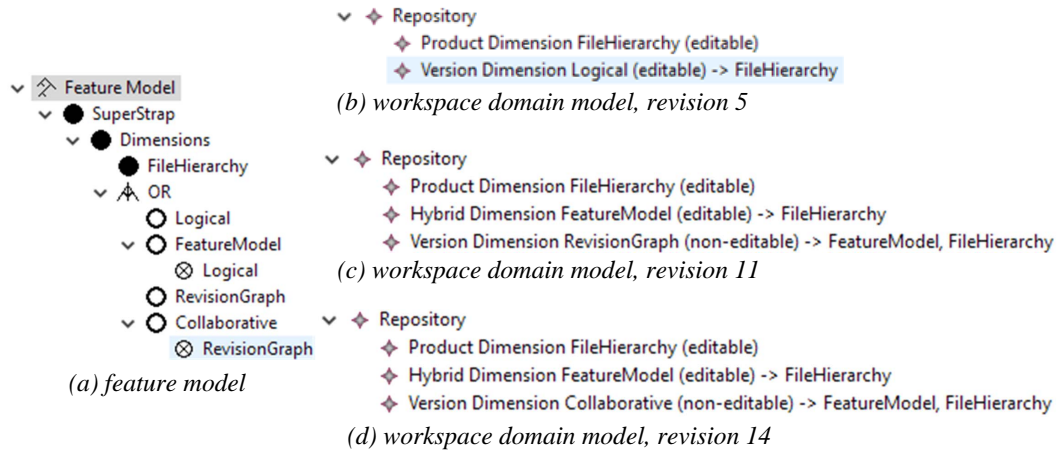 Feature Model
SuperStrap
Dimensions
FileHierarchy
OR
Logical
FeatureModel
Logical
RevisionGraph
Collaborative
RevisionGraph
(a) feature model
Repository
Product Dimension FileHierarchy (editable)
Version Dimension Logical (editable) -> FileHierarchy
(b) workspace domain model, revision 5
Repository
Product Dimension FileHierarchy (editable)
Hybrid Dimension FeatureModel (editable) -> FileHierarchy
Version Dimension RevisionGraph (non-editable) -> FeatureModel, FileHierarchy
(c) workspace domain model, revision 11
Repository
Product Dimension FileHierarchy (editable)
Hybrid Dimension FeatureModel (editable) -> FileHierarchy
Version Dimension Collaborative (non-editable) -> FeatureModel, FileHierarchy
(d) workspace domain model, revision 14